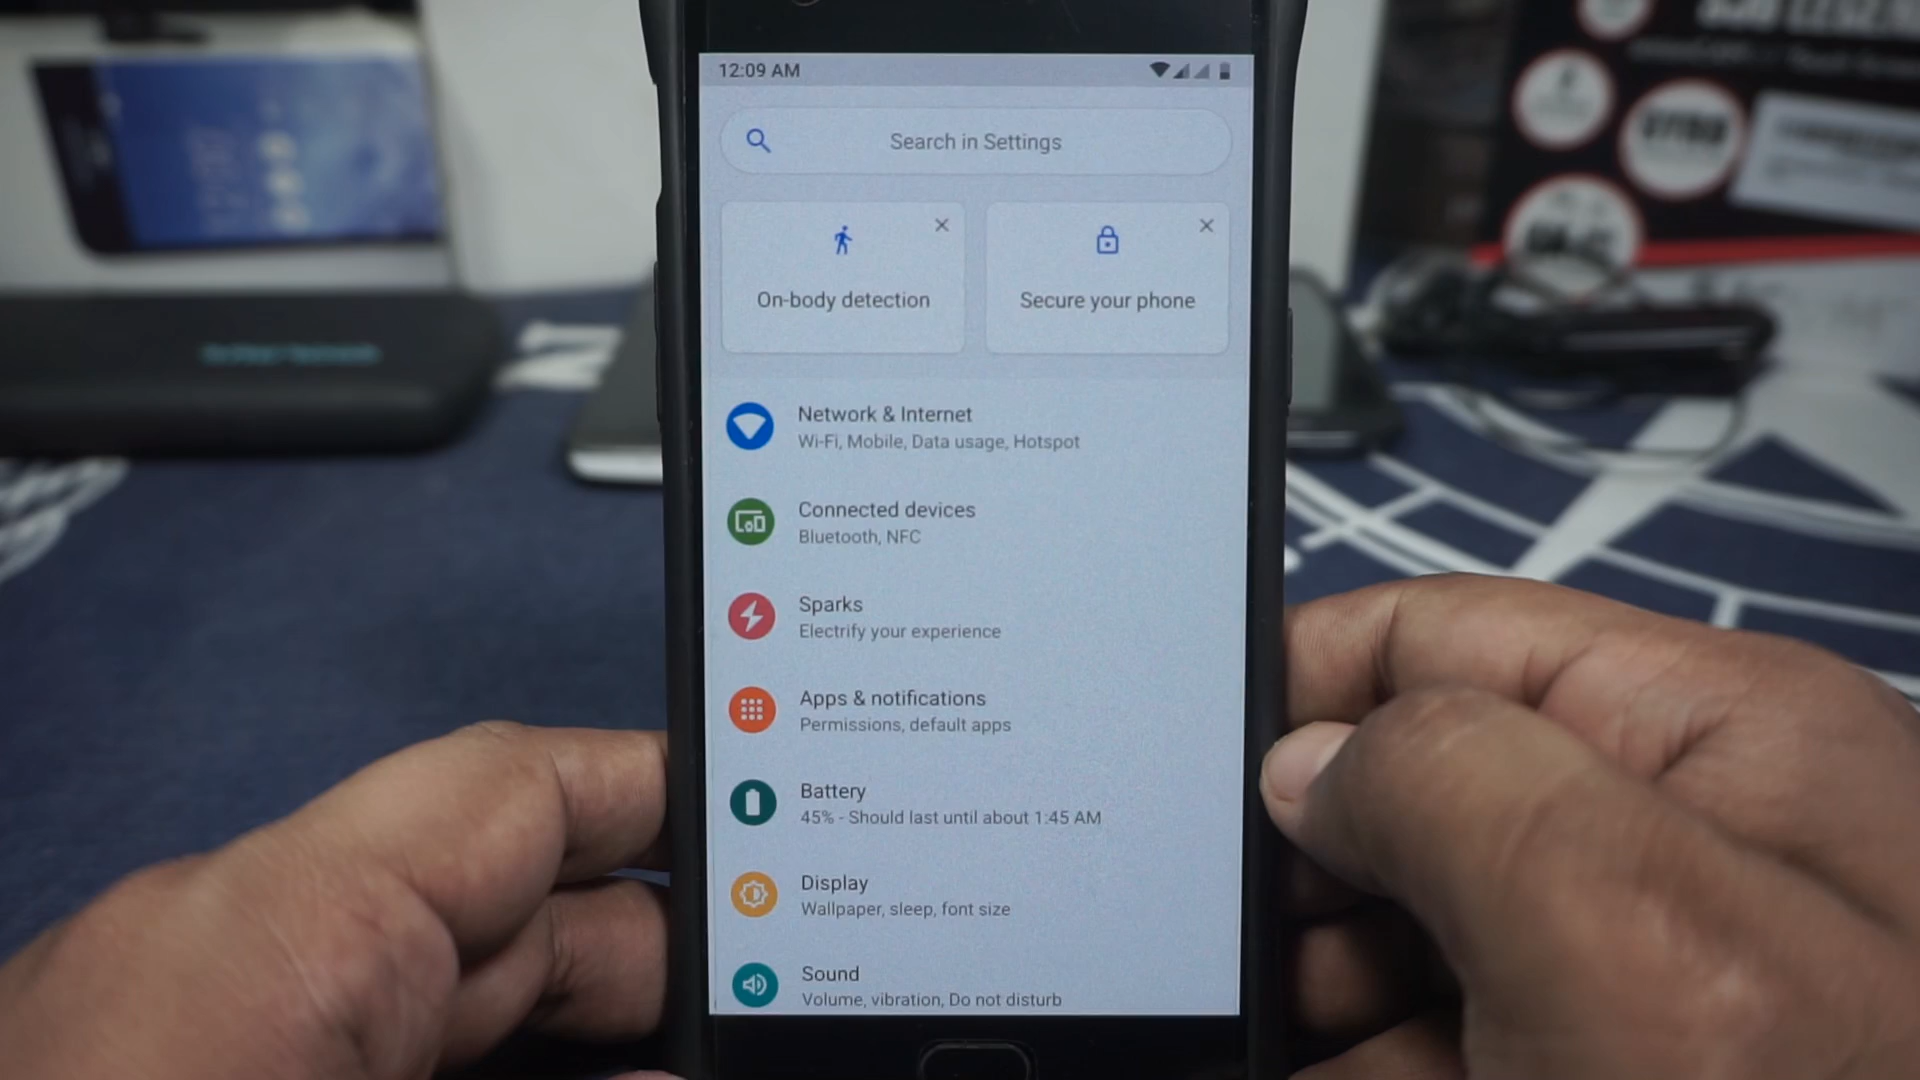 12:09 AM
Search in Settings
On-body detection
Secure your phone
Network & Internet
Wi-Fi, Mobile, Data usage, Hotspot
Connected devices
Bluetooth, NFC
Sparks
Electrify your experience
Apps & notifications
Permissions, default apps
Battery
45% - Should last until about 1:45 AM
Display
Wallpaper, sleep, font size
Sound
Volume, vibration, Do not disturb